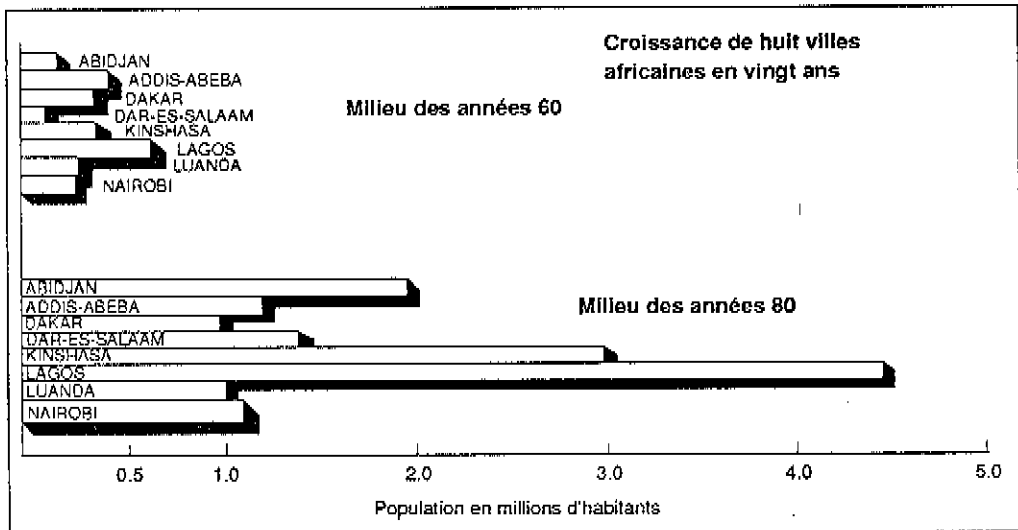 Croissance de huit villes
africaines en vingt ans
Milieu des années 60
ABIDJAN
ADDIS-ABEBA
DAKAR
DAR-ES-SALAAM
KINSHASA
LAGOS
LUANDA
NAIROBI
Milieu des années 80
ABIDJAN
ADDIS-ABEBA
DAKAR
DAR-ES-SALAAM
KINSHASA
LAGOS
LUANDA
NAIROBI
0.5 1.0 2.0 3.0 4.0 5.0
Population en millions d'habitants